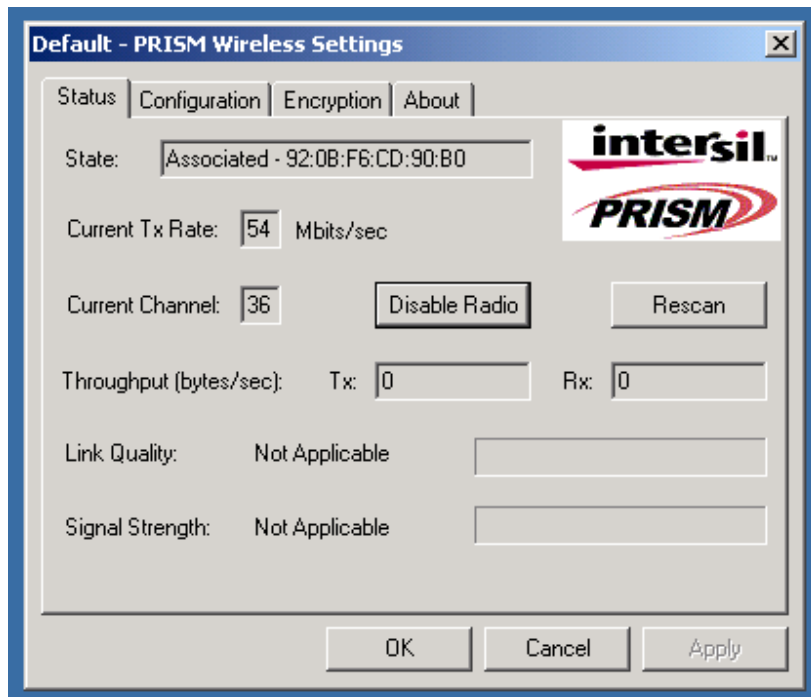 Default - PRISM Wireless Settings
Status Configuration Encryption About
State: Associated - 92:0B:F6:CD:90:B0
intersil™
PRISM
Current Tx Rate: 54 Mbits/sec
Current Channel: 36 Disable Radio Rescan
Throughput (bytes/sec): Tx: 0 Rx: 0
Link Quality: Not Applicable
Signal Strength: Not Applicable
OK Cancel Apply